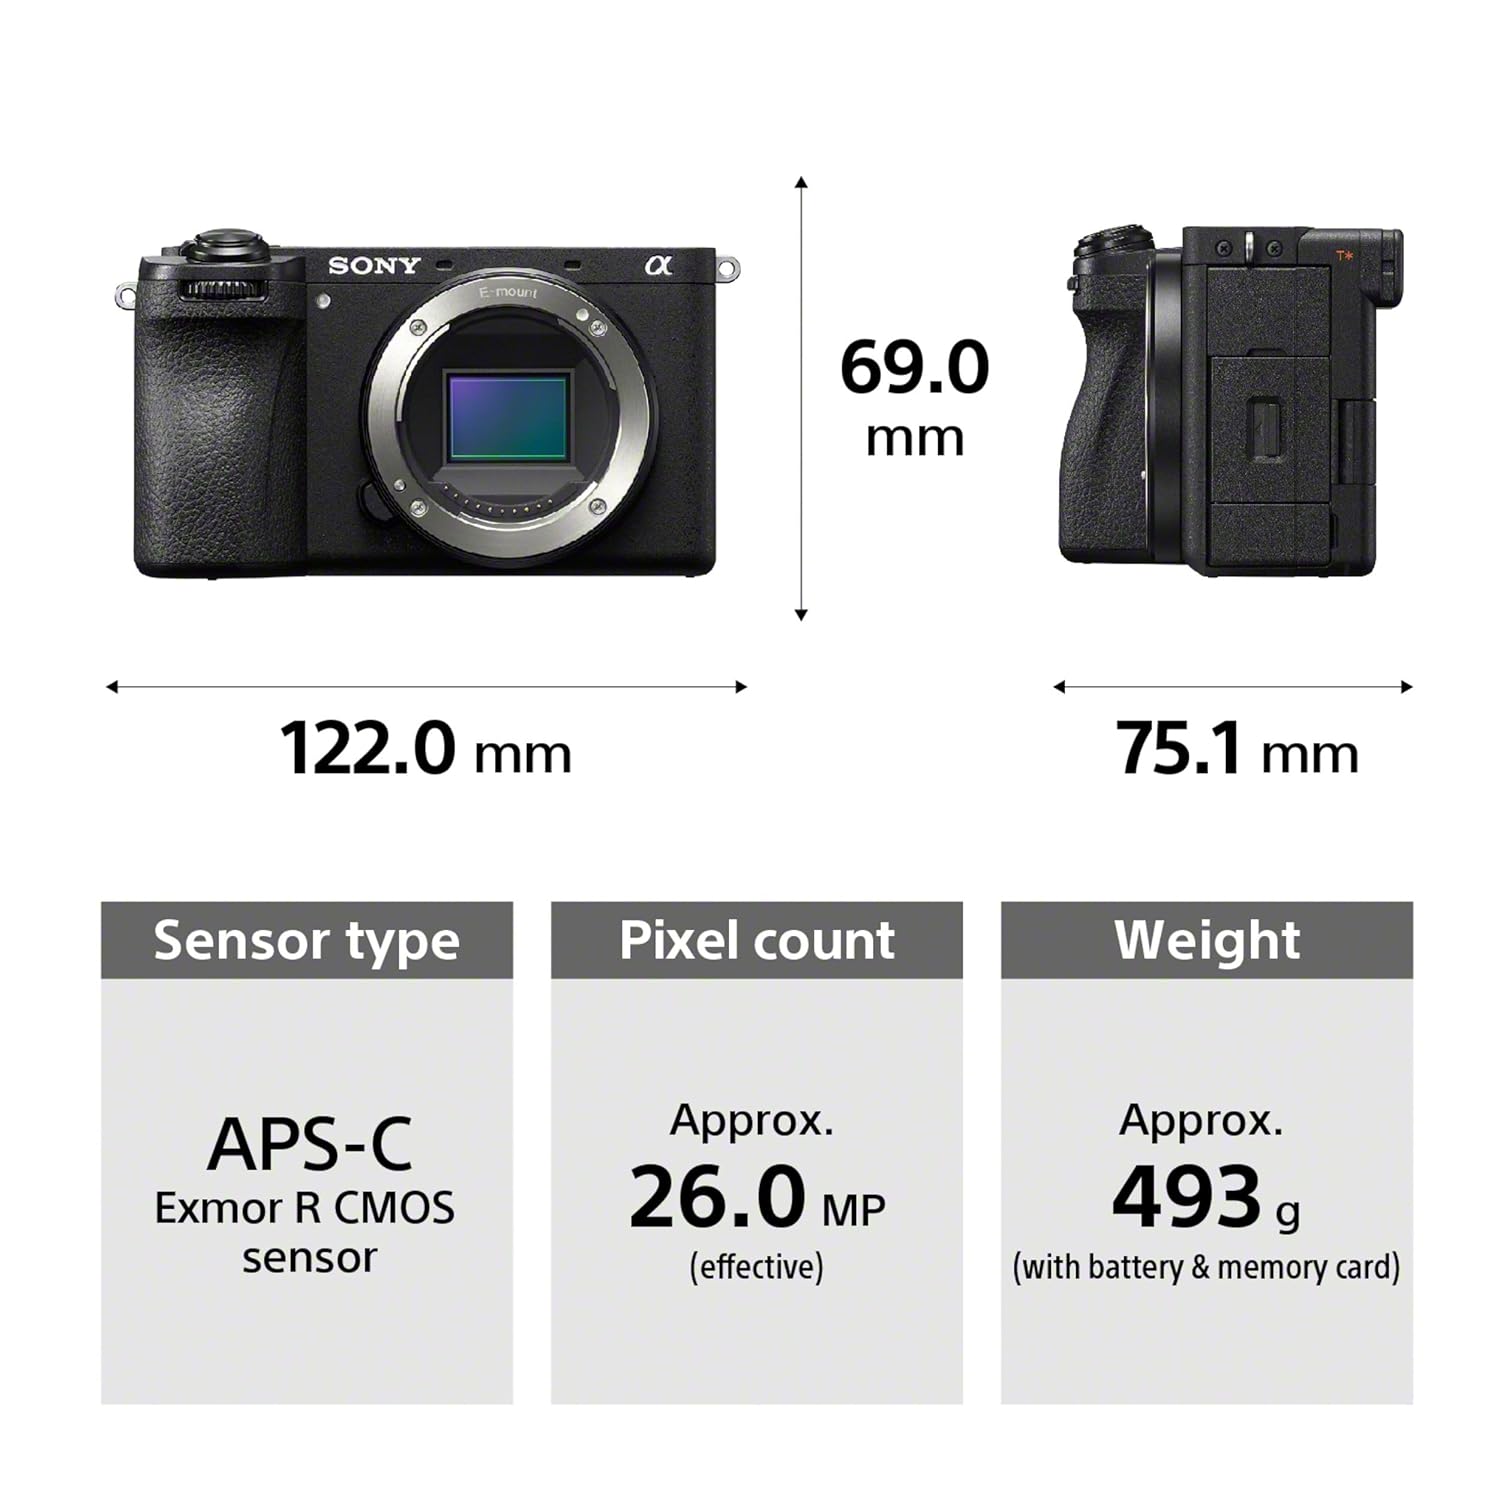 SONY
α
E-mount
T*
69.0
mm
122.0 mm
75.1 mm
Sensor type
APS-C
Exmor R CMOS
sensor
Pixel count
Approx.
26.0 MP
(effective)
Weight
Approx.
493 g
(with battery & memory card)